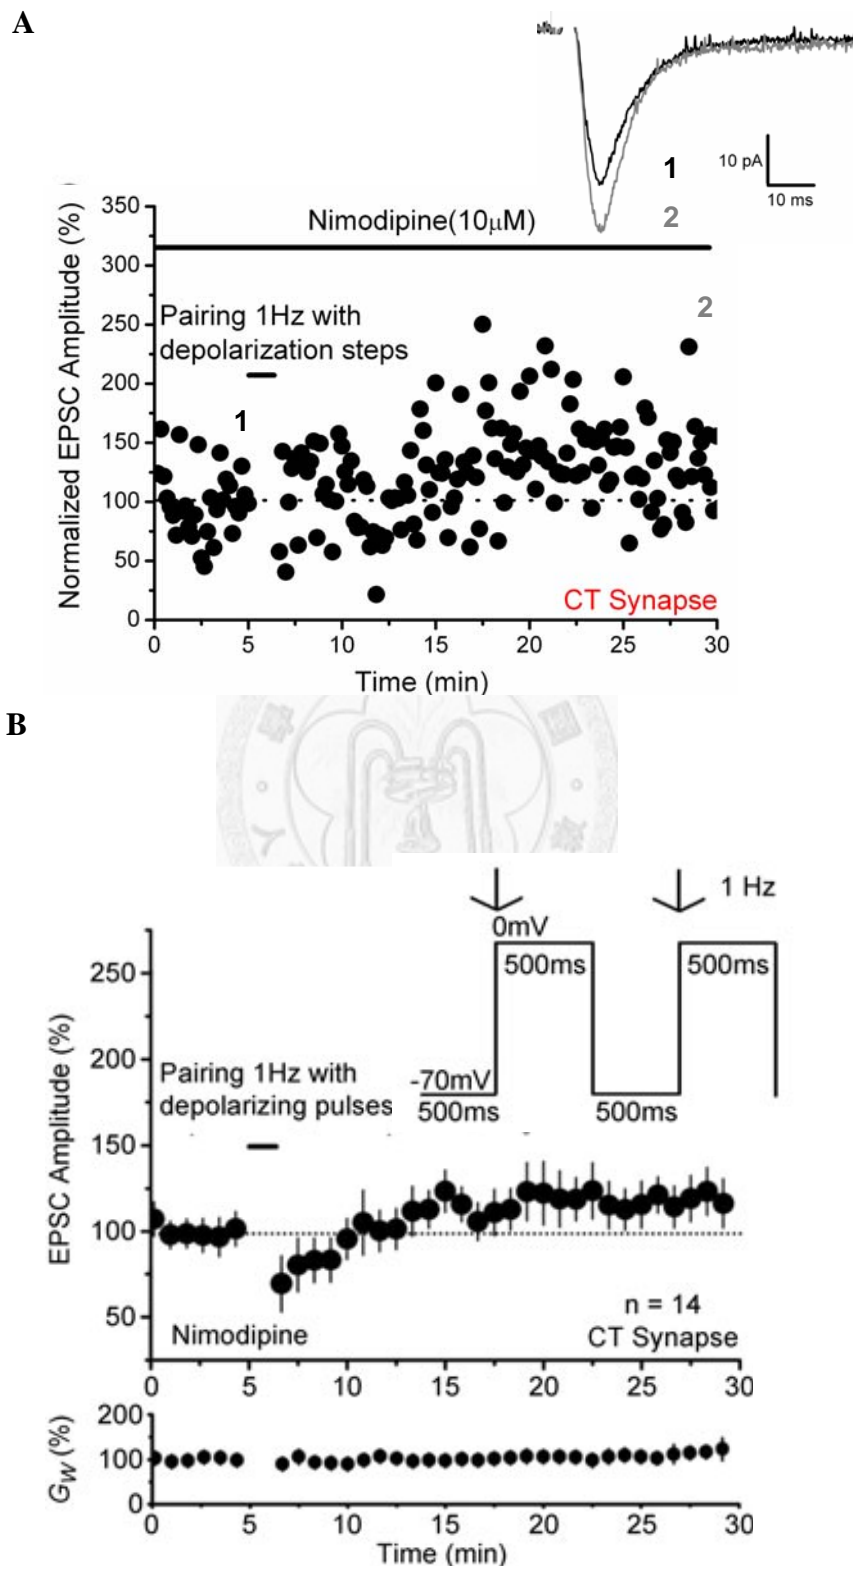 A
1
2
10 pA
10 ms
350
300
250
200
150
100
50
0
Normalized EPSC Amplitude (%)
Nimodipine(10μM)
Pairing 1Hz with
depolarization steps
1
2
CT Synapse
0 5 10 15 20 25 30
Time (min)
B
1 Hz
0mV
500ms 500ms
-70mV
500ms 500ms
250
200
150
100
50
EPSC Amplitude (%)
Pairing 1Hz with
depolarizing pulses
n = 14
Nimodipine
CT Synapse
0 5 10 15 20 25 30
200
100
0
GW (%)
0 5 10 15 20 25 30
Time (min)